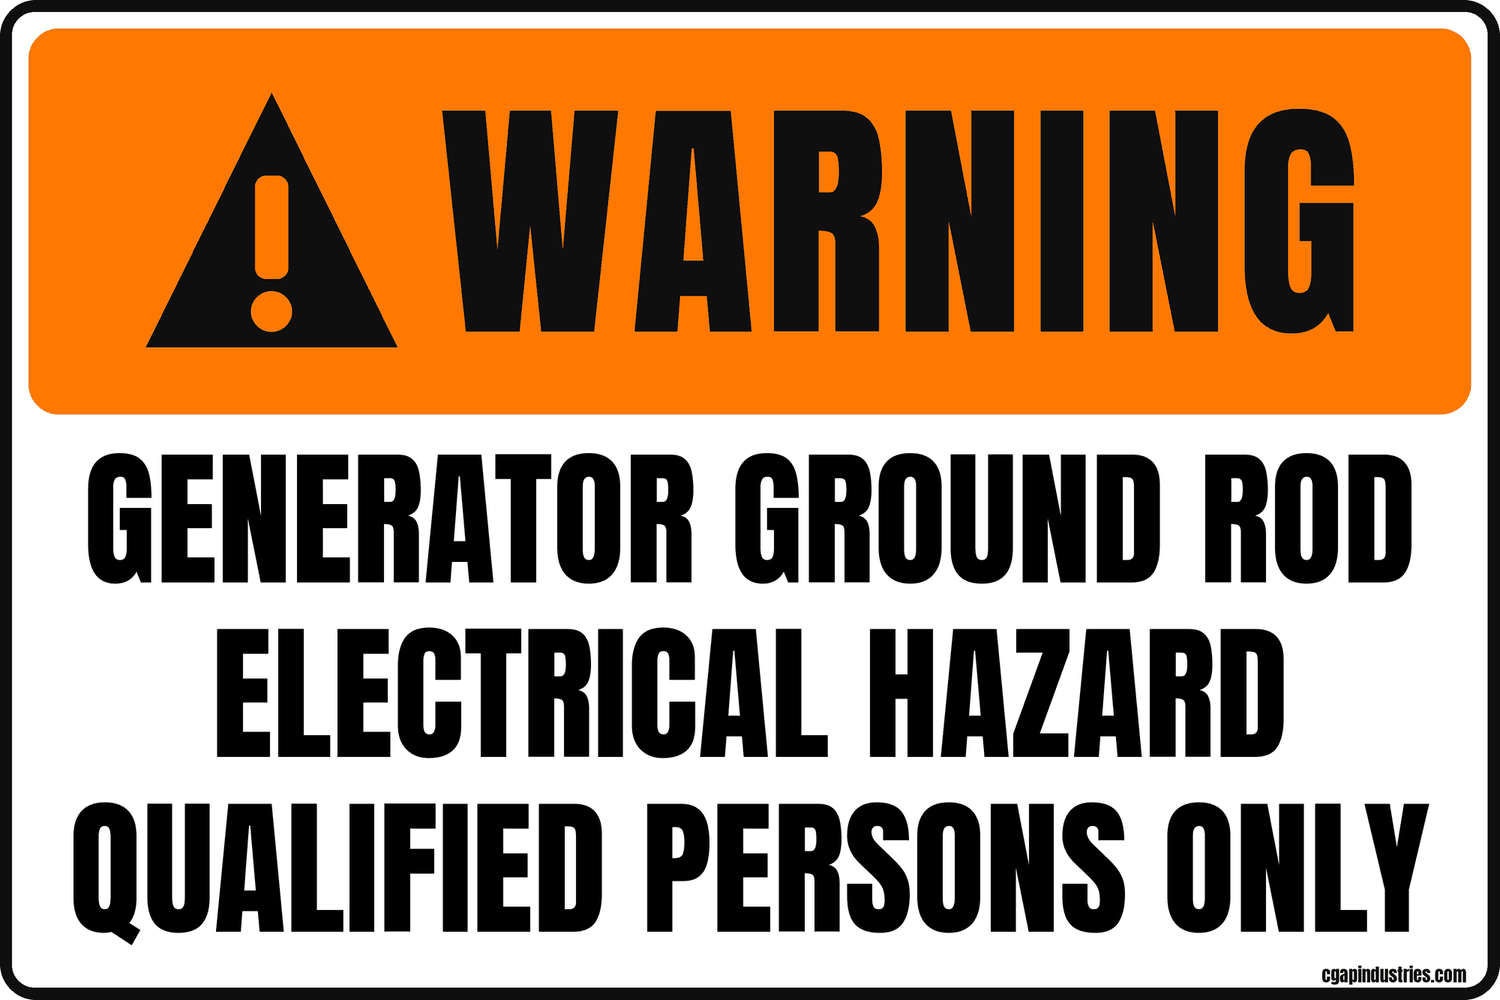 WARNING
GENERATOR GROUND ROD
ELECTRICAL HAZARD
QUALIFIED PERSONS ONLY
cgapindustries.com